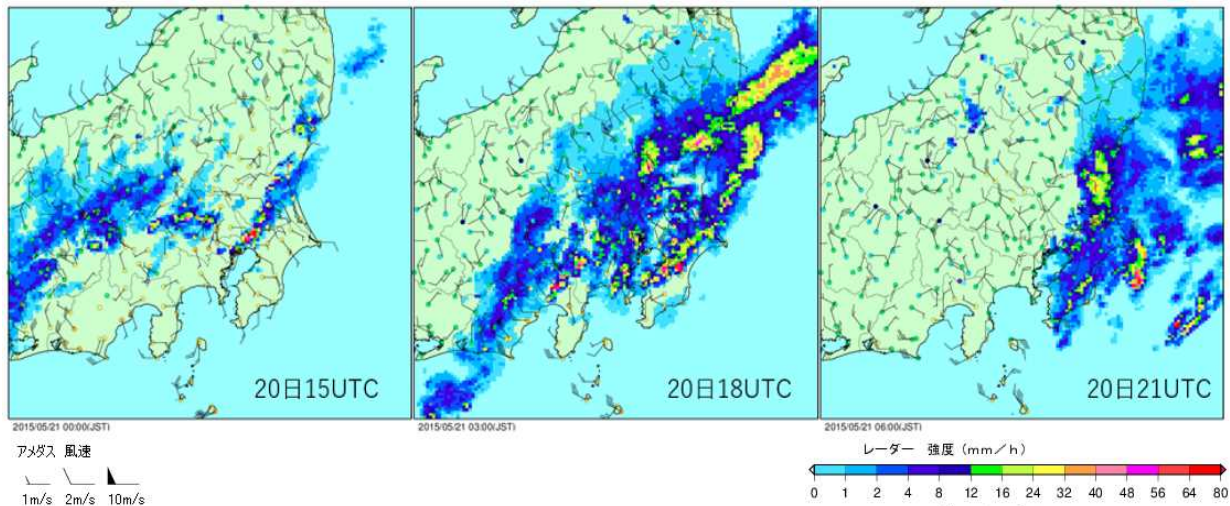 20日15UTC
20日18UTC
20日21UTC
2015/05/21 00:00(JST)
2015/05/21 03:00(JST)
2015/05/21 06:00(JST)
アメダス 風速
1m/s 2m/s 10m/s
レーダー 強度 (mm/h)
0 1 2 4 8 12 16 24 32 40 48 56 64 80